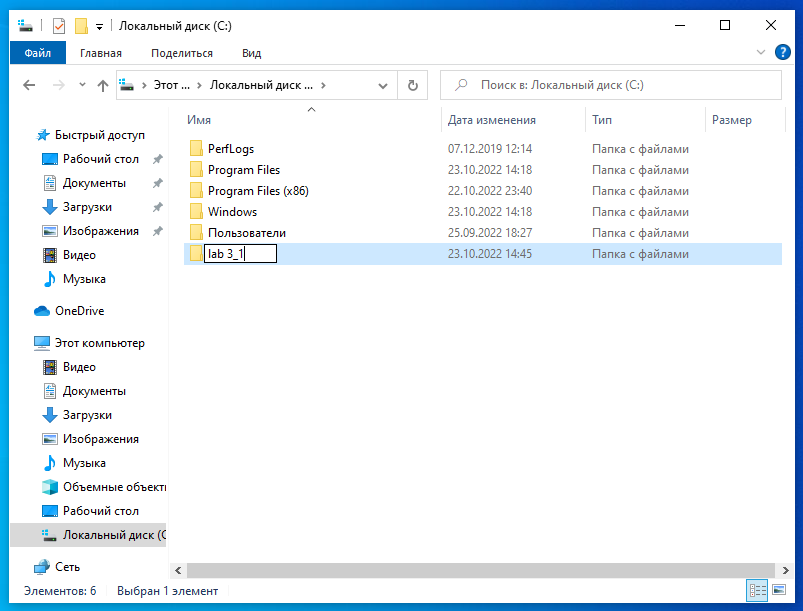 Локальный диск (C:)
Файл Главная Поделиться Вид
Этот ... Локальный диск ... Поиск в: Локальный диск (C:)
Имя Дата изменения Тип Размер
PerfLogs 07.12.2019 12:14 Папка с файлами
Program Files 23.10.2022 14:18 Папка с файлами
Program Files (x86) 22.10.2022 23:40 Папка с файлами
Windows 23.10.2022 14:18 Папка с файлами
Пользователи 25.09.2022 18:27 Папка с файлами
lab 3_1 23.10.2022 14:45 Папка с файлами
Быстрый доступ
Рабочий стол
Документы
Загрузки
Изображения
Видео
Музыка
OneDrive
Этот компьютер
Видео
Документы
Загрузки
Изображения
Музыка
Объемные объекты
Рабочий стол
Локальный диск (C
Сеть
Элементов: 6 Выбран 1 элемент